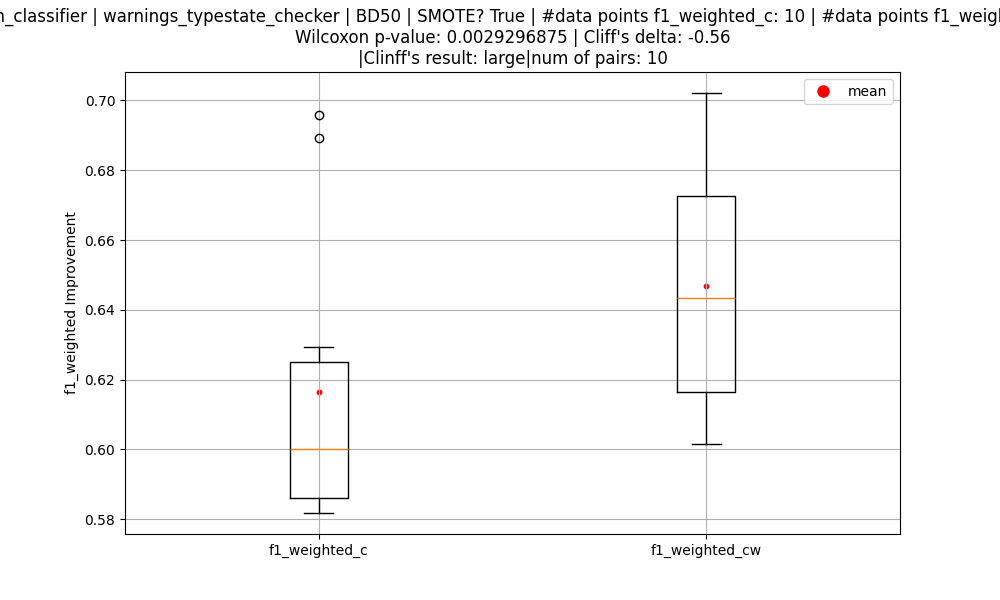 _classifier | warnings_typestate_checker | BD50 | SMOTE? True | #data points f1_weighted_c: 10 | #data points
Wilcoxon p-value: 0.0029296875 | Cliff's delta: -0.56
|Clinff's result: large|num of pairs: 10
mean
0.70
0.68
0.66
0.64
0.62
0.60
0.58
f1_weighted Improvement
f1_weighted_c
f1_weighted_cw